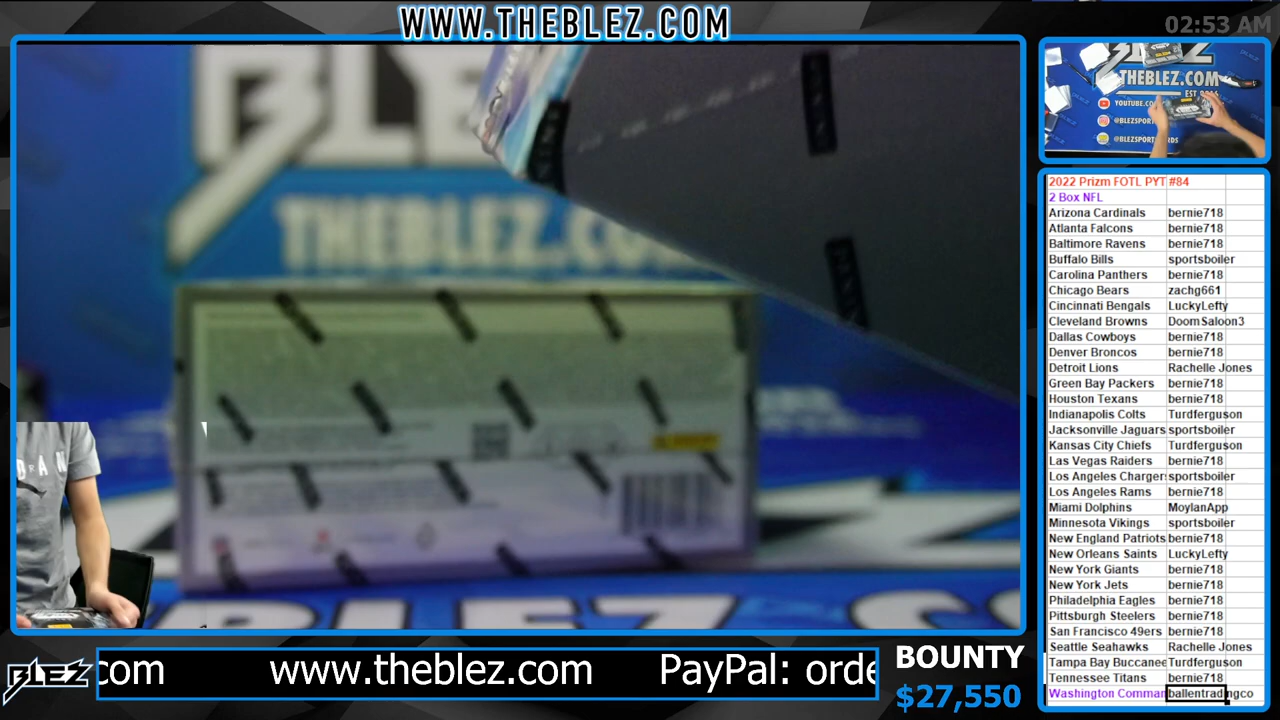 WWW.THEBLEZ.COM
02:53 AM
BLEZ
THEBLEZ.COM
2022 Prizm FOTL PYT #84
2 Box NFL
Arizona Cardinals bernie718
Atlanta Falcons bernie718
Baltimore Ravens bernie718
Buffalo Bills sportsboiler
Carolina Panthers bernie718
Chicago Bears zachg661
Cincinnati Bengals LuckyLefty
Cleveland Browns DoomSaloon3
Dallas Cowboys bernie718
Denver Broncos bernie718
Detroit Lions Rachelle Jones
Green Bay Packers bernie718
Houston Texans bernie718
Indianapolis Colts Turdferguson
Jacksonville Jaguars sportsboiler
Kansas City Chiefs Turdferguson
Las Vegas Raiders bernie718
Los Angeles Charger sportsboiler
Los Angeles Rams bernie718
Miami Dolphins MoylanApp
Minnesota Vikings sportsboiler
New England Patriots bernie718
New Orleans Saints LuckyLefty
New York Giants bernie718
New York Jets bernie718
Philadelphia Eagles bernie718
Pittsburgh Steelers bernie718
San Francisco 49ers bernie718
Seattle Seahawks Rachelle Jones
Tampa Bay Buccanee Turdferguson
Tennessee Titans bernie718
Washington Comman ballentradingco
BLEZ
com www.theblez.com PayPal: orde
BOUNTY
$27,550